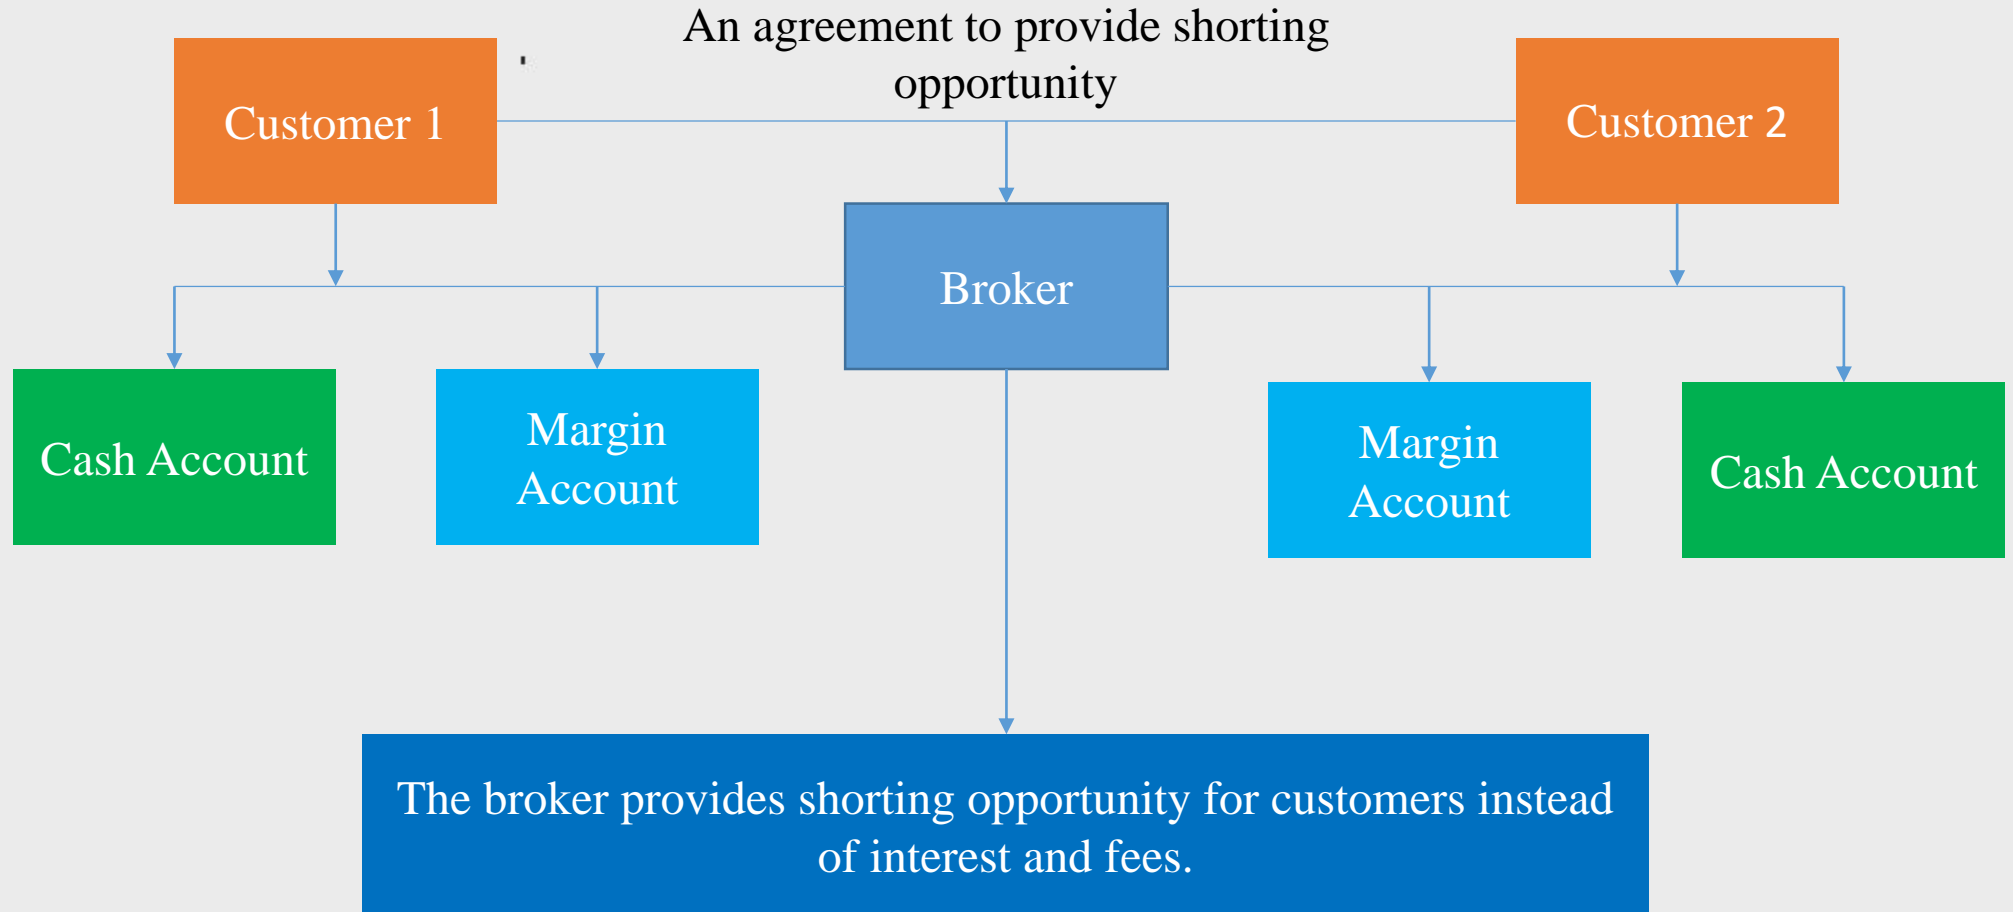 An agreement to provide shorting
opportunity
Customer 1
Customer 2
Broker
Cash Account
Margin
Account
Margin
Account
Cash Account
The broker provides shorting opportunity for customers instead
of interest and fees.